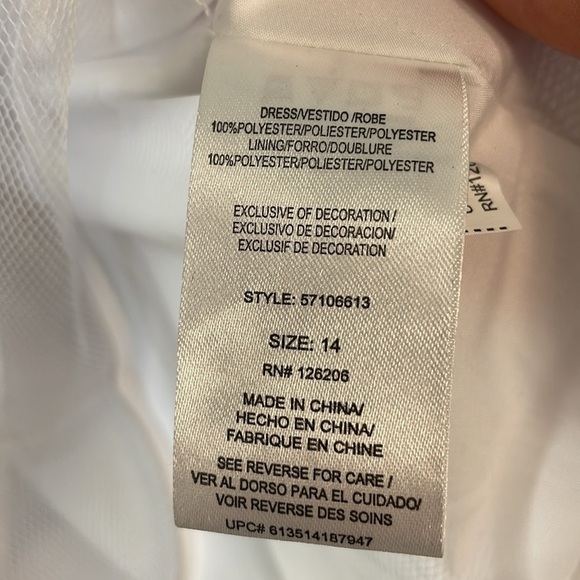 DRESS/VESTIDO /ROBE
100%POLYESTER/POLIESTER/POLYESTER
LINING/FORRO/DOUBLURE
100%POLYESTER/POLIESTER/POLYESTER
EXCLUSIVE OF DECORATION /
EXCLUSIVO DE DECORACION/
EXCLUSIF DE DECORATION
STYLE: 57106613
SIZE: 14
RN# 126206
MADE IN CHINA/
HECHO EN CHINA/
FABRIQUE EN CHINE
SEE REVERSE FOR CARE /
VER AL DORSO PARA EL CUIDADO/
VOIR REVERSE DES SOINS
UPC# 613514187947